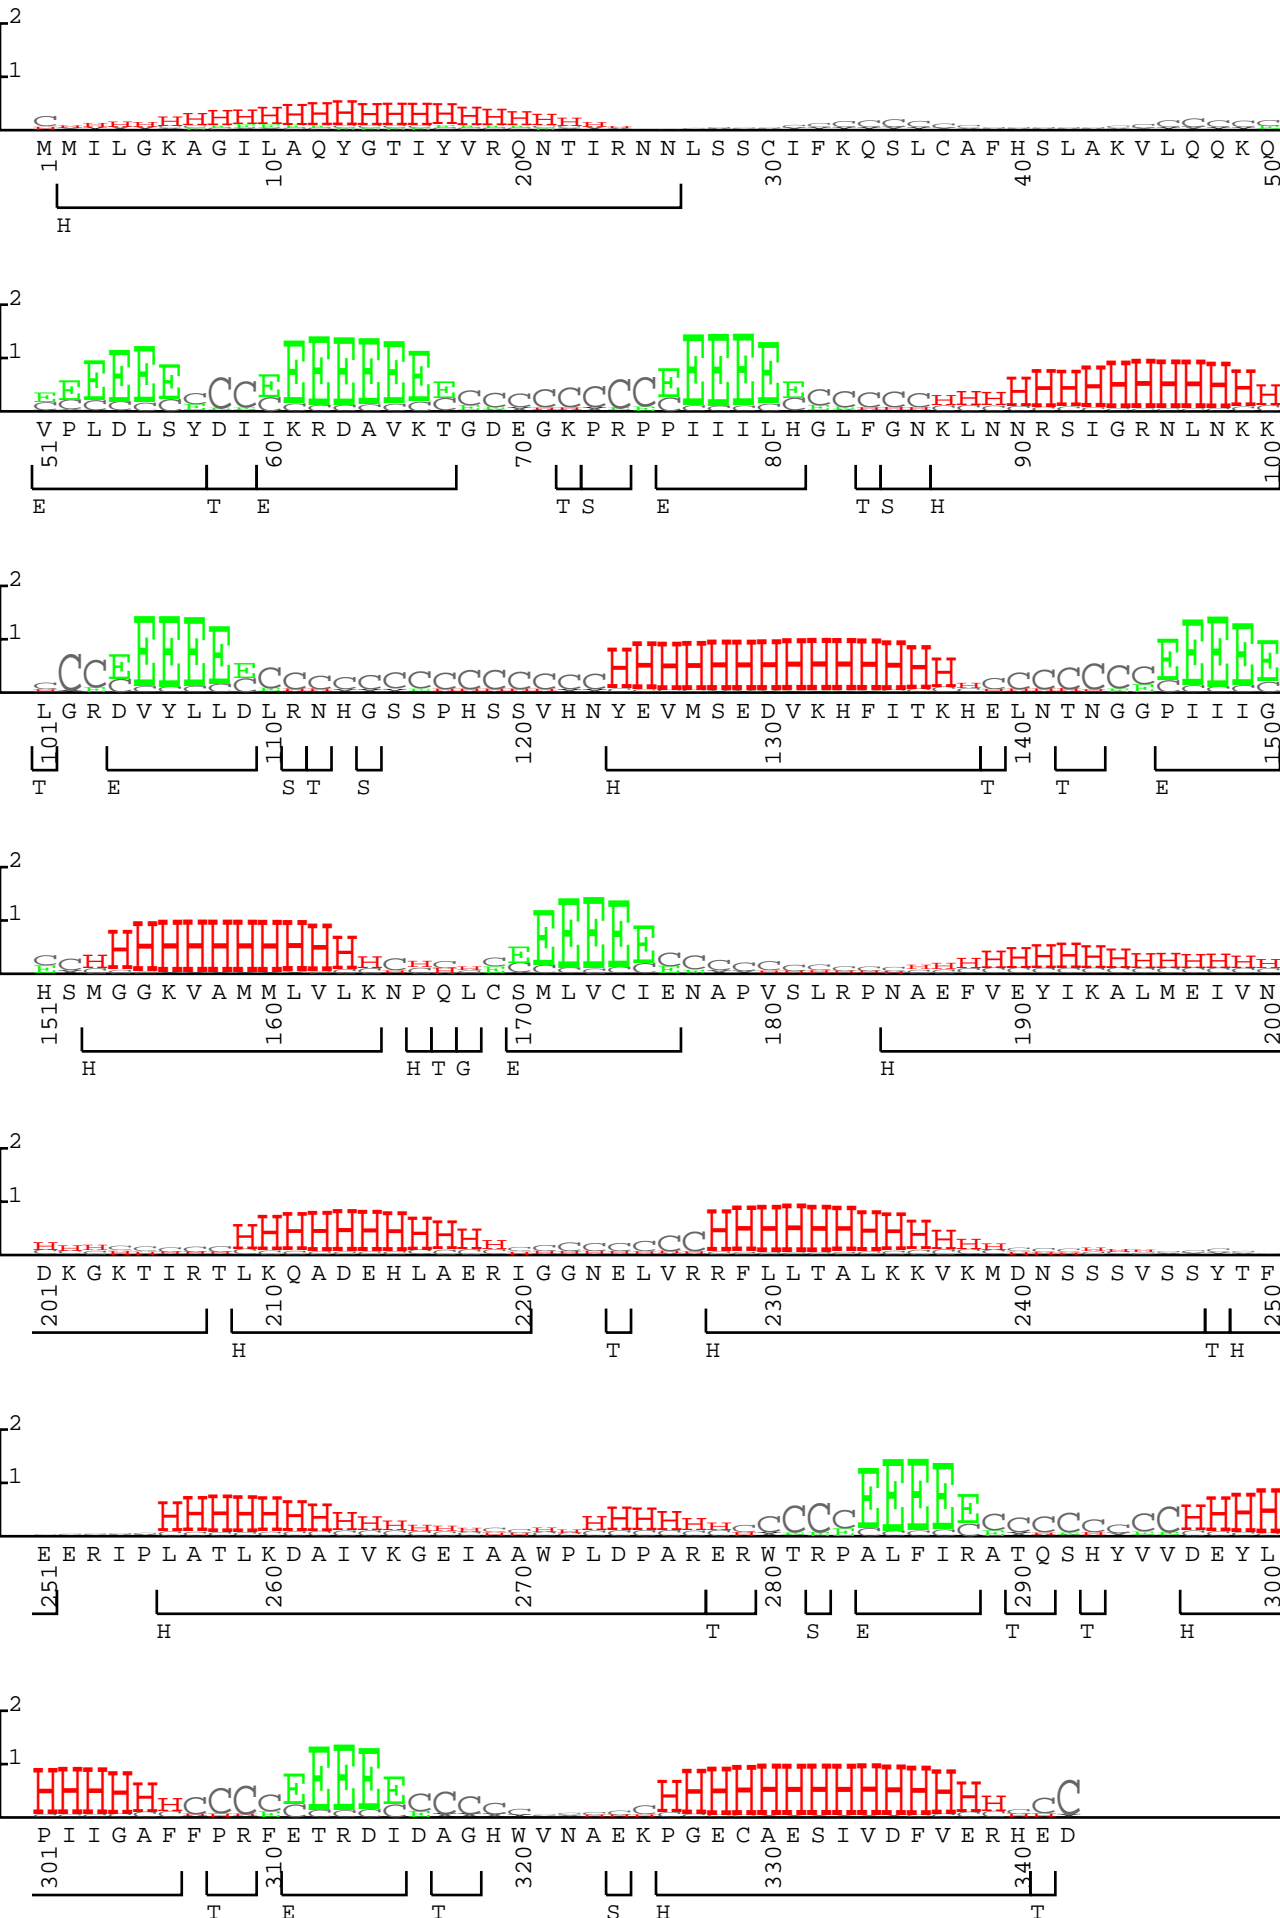 2
1
M M I L G K A G I L A Q Y G T I Y V R Q N T I R N N L S S C I F K Q S L C A F H S L A K V L Q Q K Q
1 10 20 30 40 50
H
2
1
V P L D L S Y D I I K R D A V K T G D E G K P R P P I I I L H G L F G N K L N N R S I G R N L N K K
51 60 70 80 90 100
E T E T S E T S H
2
1
L G R D V Y L L D L R N H G S S P H S S V H N Y E V M S E D V K H F I T K H E L N T N G G P I I I G
101 110 120 130 140 150
T E S T S H T T E
2
1
H S M G G K V A M M L V L K N P Q L C S M L V C I E N A P V S L R P N A E F V E Y I K A L M E I V N
151 160 170 180 190 200
H H T G E H
2
1
D K G K T I R T L K Q A D E H L A E R I G G N E L V R R F L L T A L K K V K M D N S S S V S S Y T F
201 210 220 230 240 250
H T H T H
2
1
E E R I P L A T L K D A I V K G E I A A W P L D P A R E R W T R P A L F I R A T Q S H Y V V D E Y L
251 260 270 280 290 300
H T S E T T H
2
1
P I I G A F F P R F E T R D I D A G H W V N A E K P G E C A E S I V D F V E R H E D
301 310 320 330 340
T E T S H T